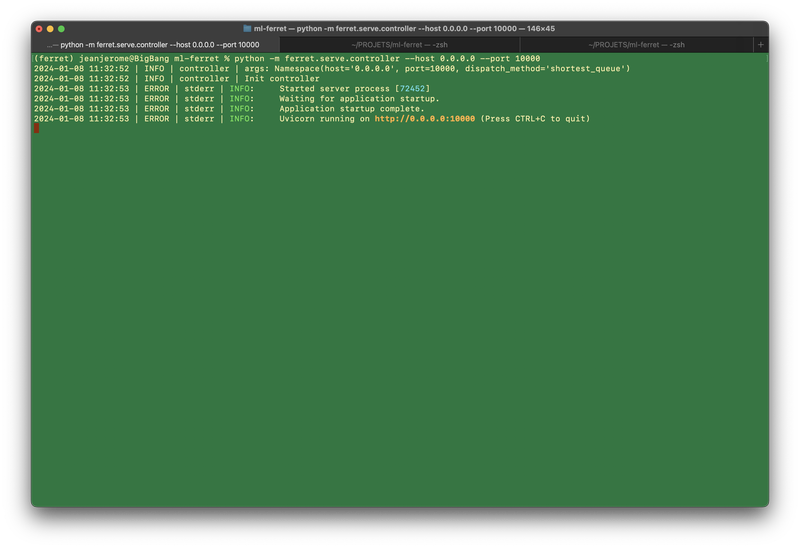 ml-ferret — python -m ferret.serve.controller --host 0.0.0.0 --port 10000 — 146×45
...— python -m ferret.serve.controller --host 0.0.0.0 --port 10000
~/PROJETS/ml-ferret — -zsh
~/PROJETS/ml-ferret — -zsh
+
[(ferret) jeanjerome@BigBang ml-ferret % python -m ferret.serve.controller --host 0.0.0.0 --port 10000 ]
2024-01-08 11:32:52 | INFO | controller | args: Namespace(host='0.0.0.0', port=10000, dispatch_method='shortest_queue')
2024-01-08 11:32:52 | INFO | controller | Init controller
2024-01-08 11:32:53 | ERROR | stderr | INFO:     Started server process [72452]
2024-01-08 11:32:53 | ERROR | stderr | INFO:     Waiting for application startup.
2024-01-08 11:32:53 | ERROR | stderr | INFO:     Application startup complete.
2024-01-08 11:32:53 | ERROR | stderr | INFO:     Uvicorn running on http://0.0.0.0:10000 (Press CTRL+C to quit)